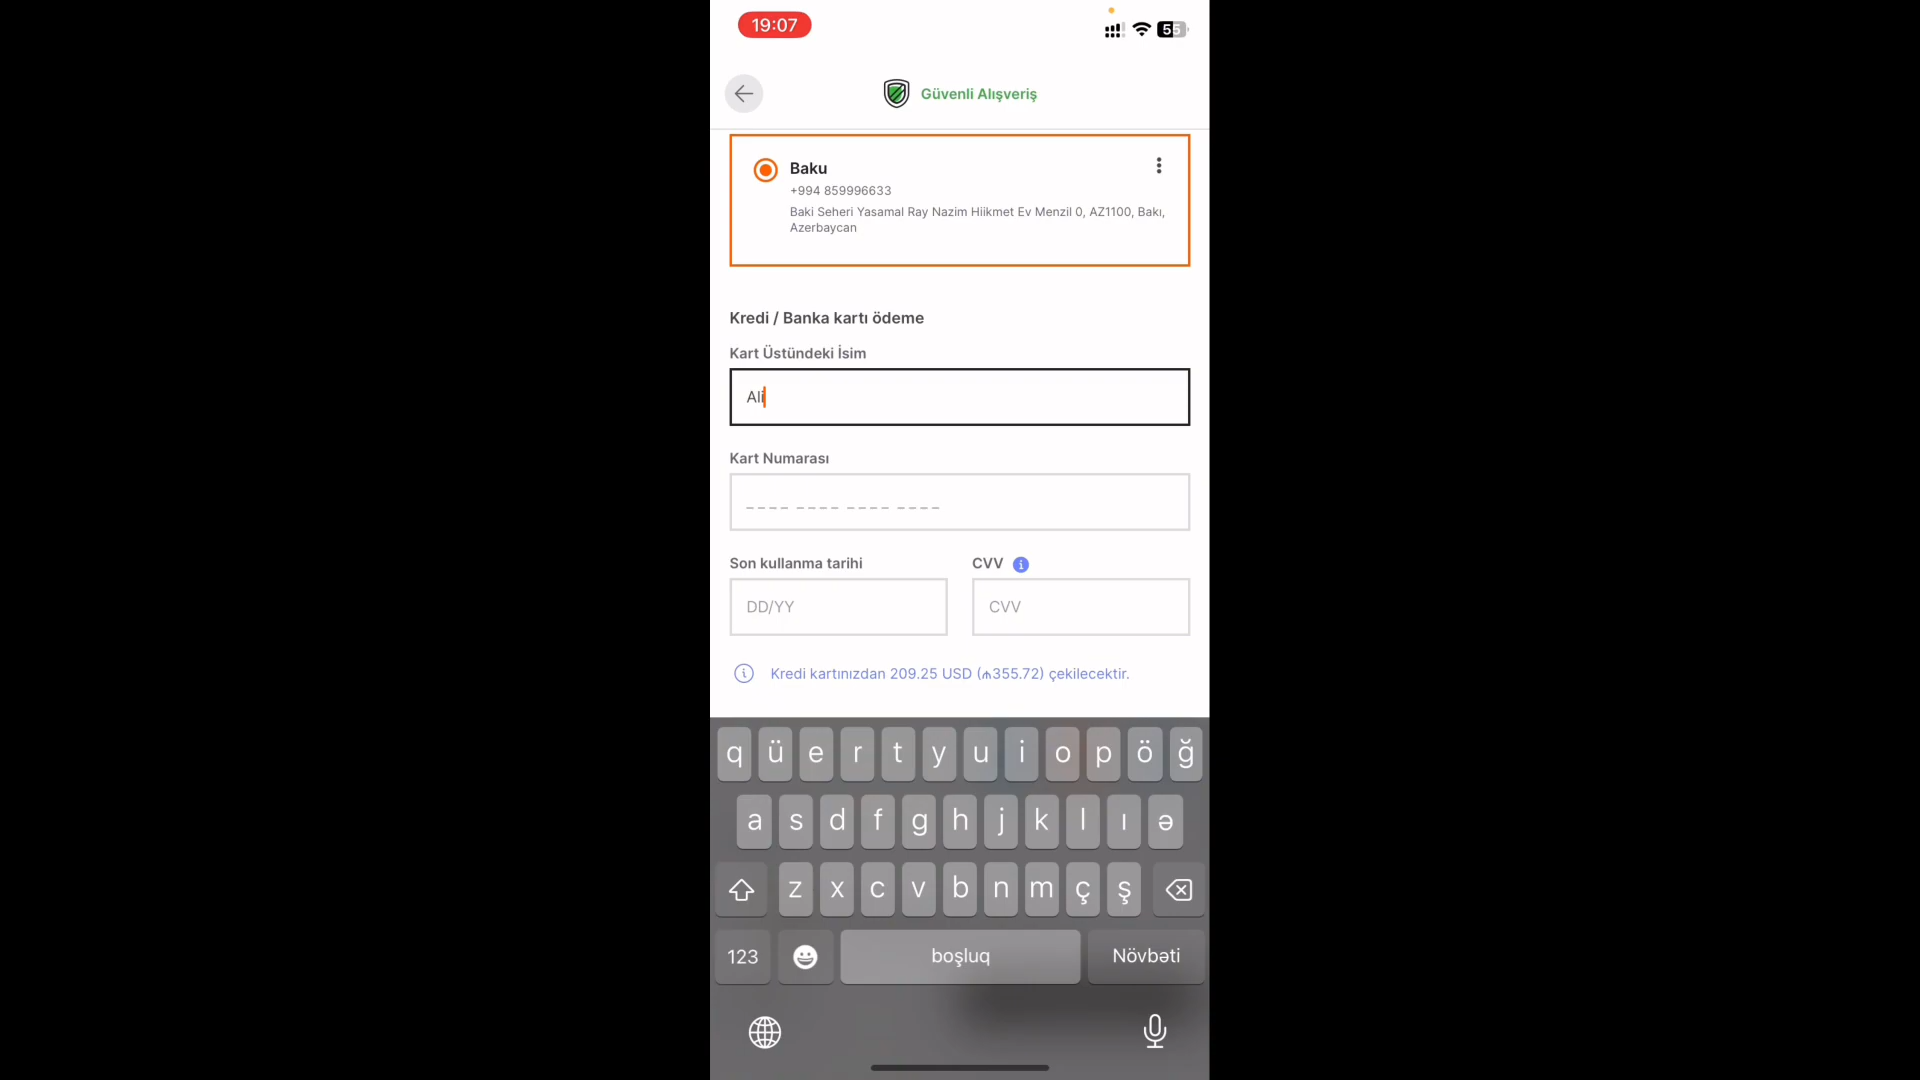 19:07
55
Güvenli Alışveriş
Baku
+994 859996633
Baki Seheri Yasamal Ray Nazim Hiikmet Ev Menzil 0, AZ1100, Bakı,
Azerbaycan
Kredi / Banka kartı ödeme
Kart Üstündeki İsim
Ali
Kart Numarası
Son kullanma tarihi CVV
DD/YY CVV
Kredi kartınızdan 209.25 USD (₼355.72) çekilecektir.
q ü e r t y u i o p ö ğ
a s d f g h j k l ı ə
z x c v b n m ç ş
123 boşluq Növbəti